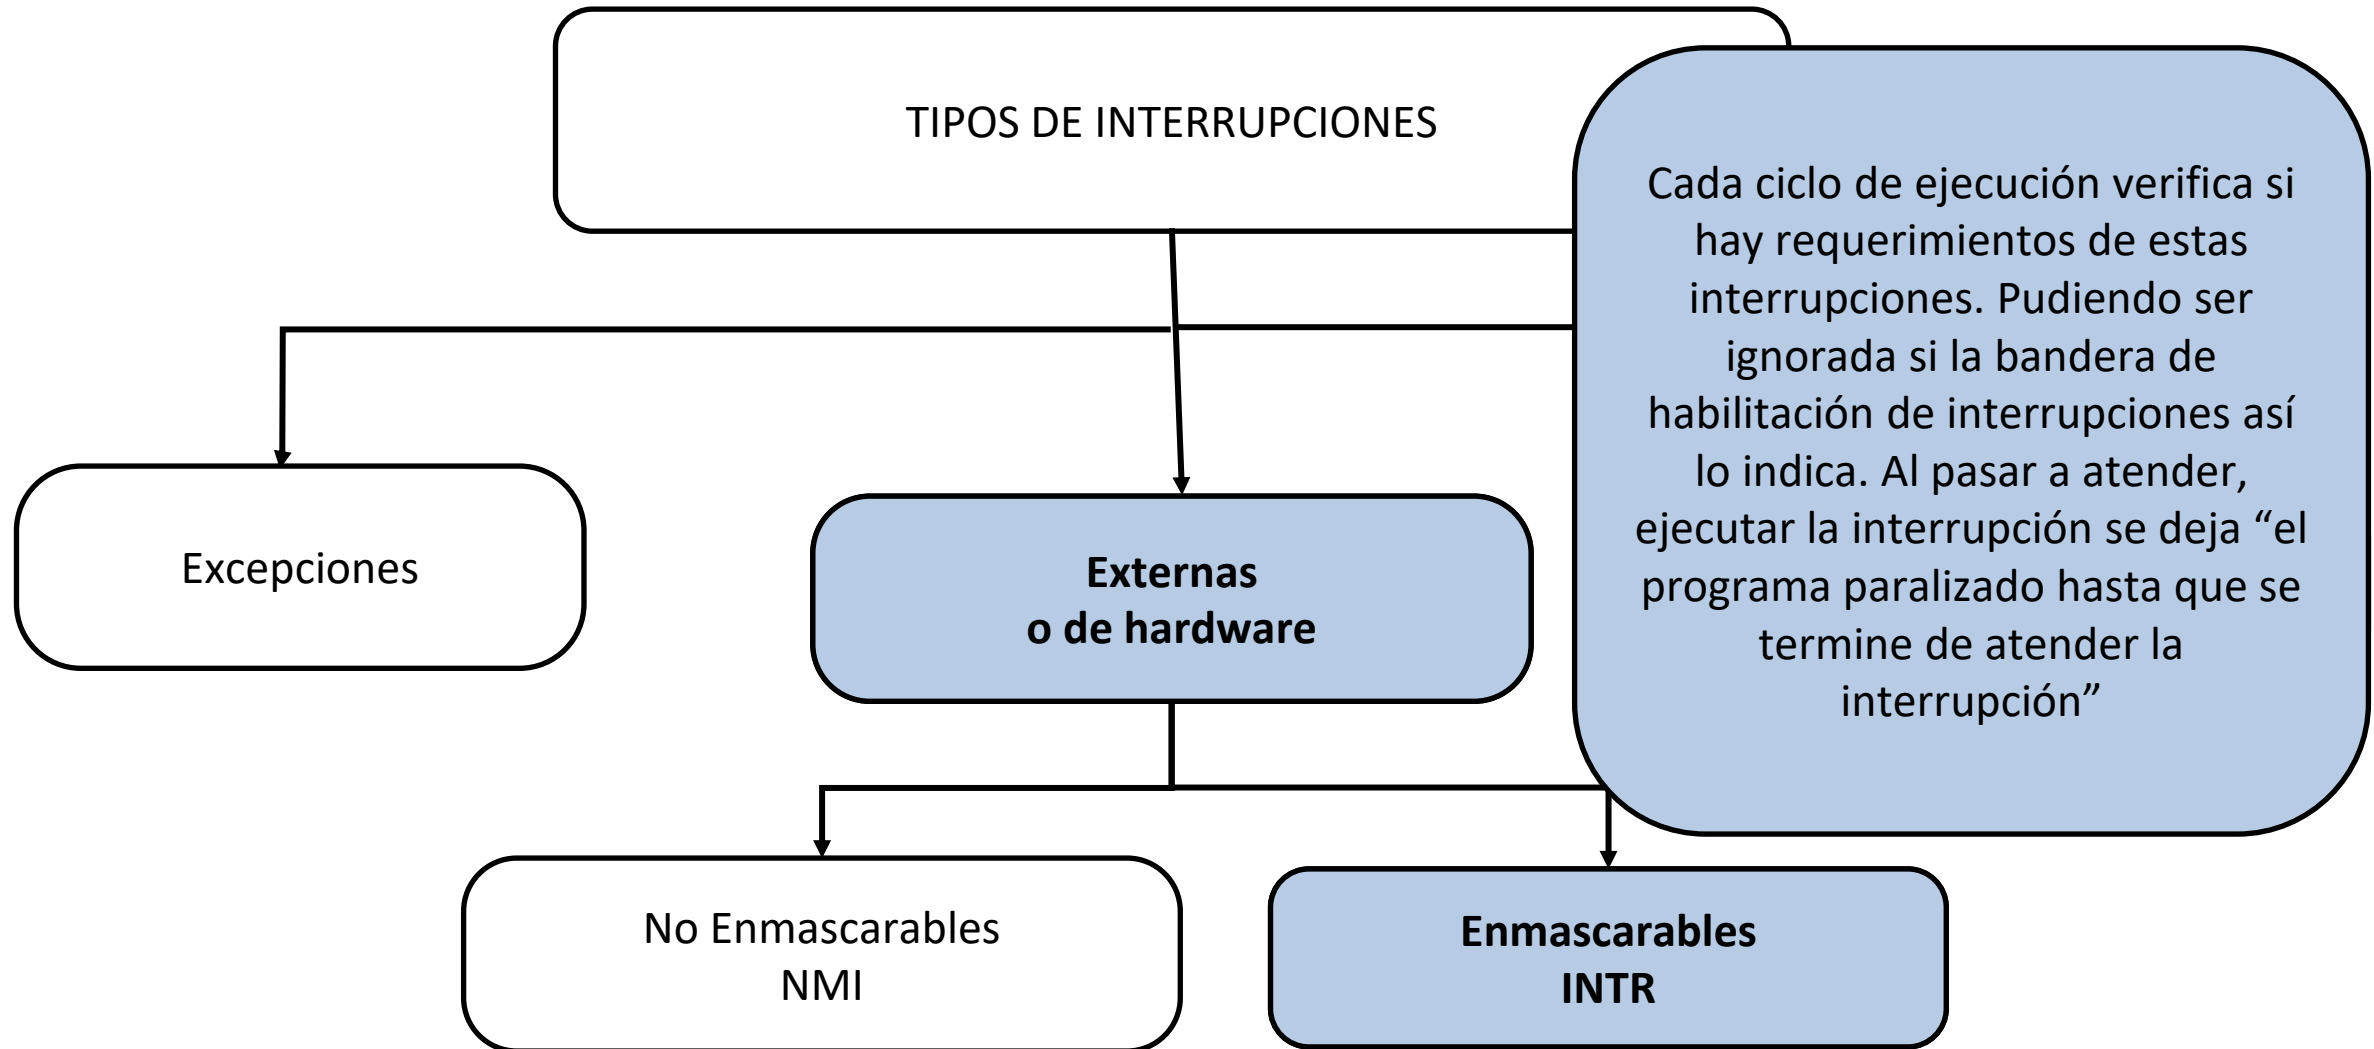 TIPOS DE INTERRUPCIONES
Cada ciclo de ejecución verifica si
hay requerimientos de estas
interrupciones. Pudiendo ser
ignorada si la bandera de
habilitación de interrupciones así
lo indica. Al pasar a atender,
ejecutar la interrupción se deja “el
programa paralizado hasta que se
termine de atender la
interrupción”
Excepciones
Externas
o de hardware
No Enmascarables
NMI
Enmascarables
INTR